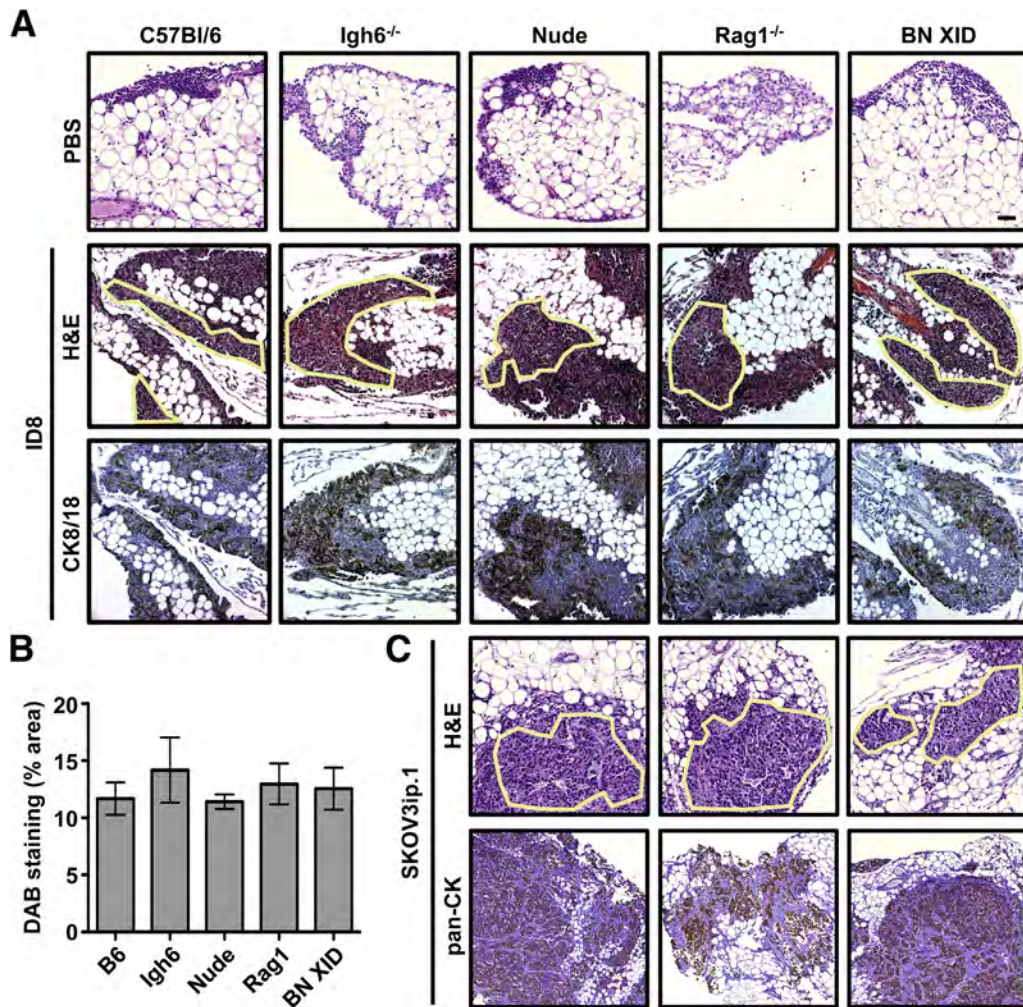 A
C57Bl/6 Igh6-/- Nude Rag1-/- BN XID
PBS
ID8
H&E
CK8/18
B
DAB staining (% area)
20
15
10
5
0
B6 Igh6 Nude Rag1 BN XID
C
SKOV3ip.1
H&E
pan-CK